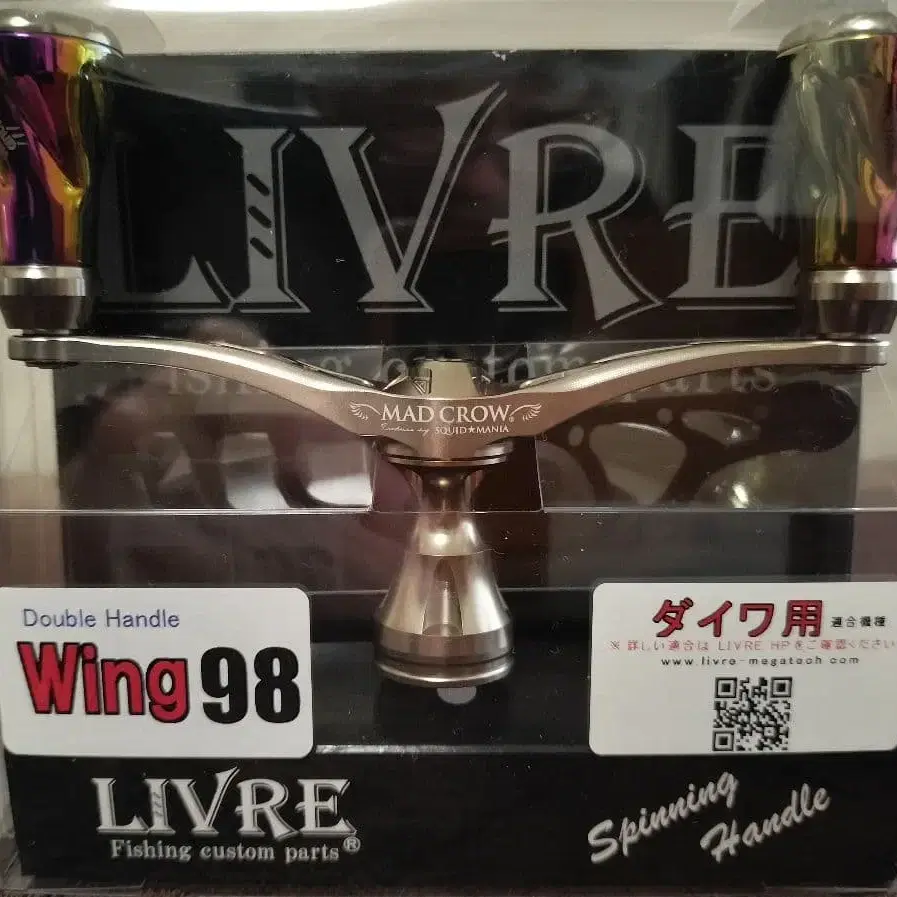 LIVRE
fishing custom parts
MAD CROW®
Produce by SQUID★MANIA
Double Handle
Wing 98
ダイワ用 適合機種
※ 詳しい適合は LIVRE HPをご確認ください
www.livre-megatech.com
LIVRE
Fishing custom parts®
Spinning
Handle